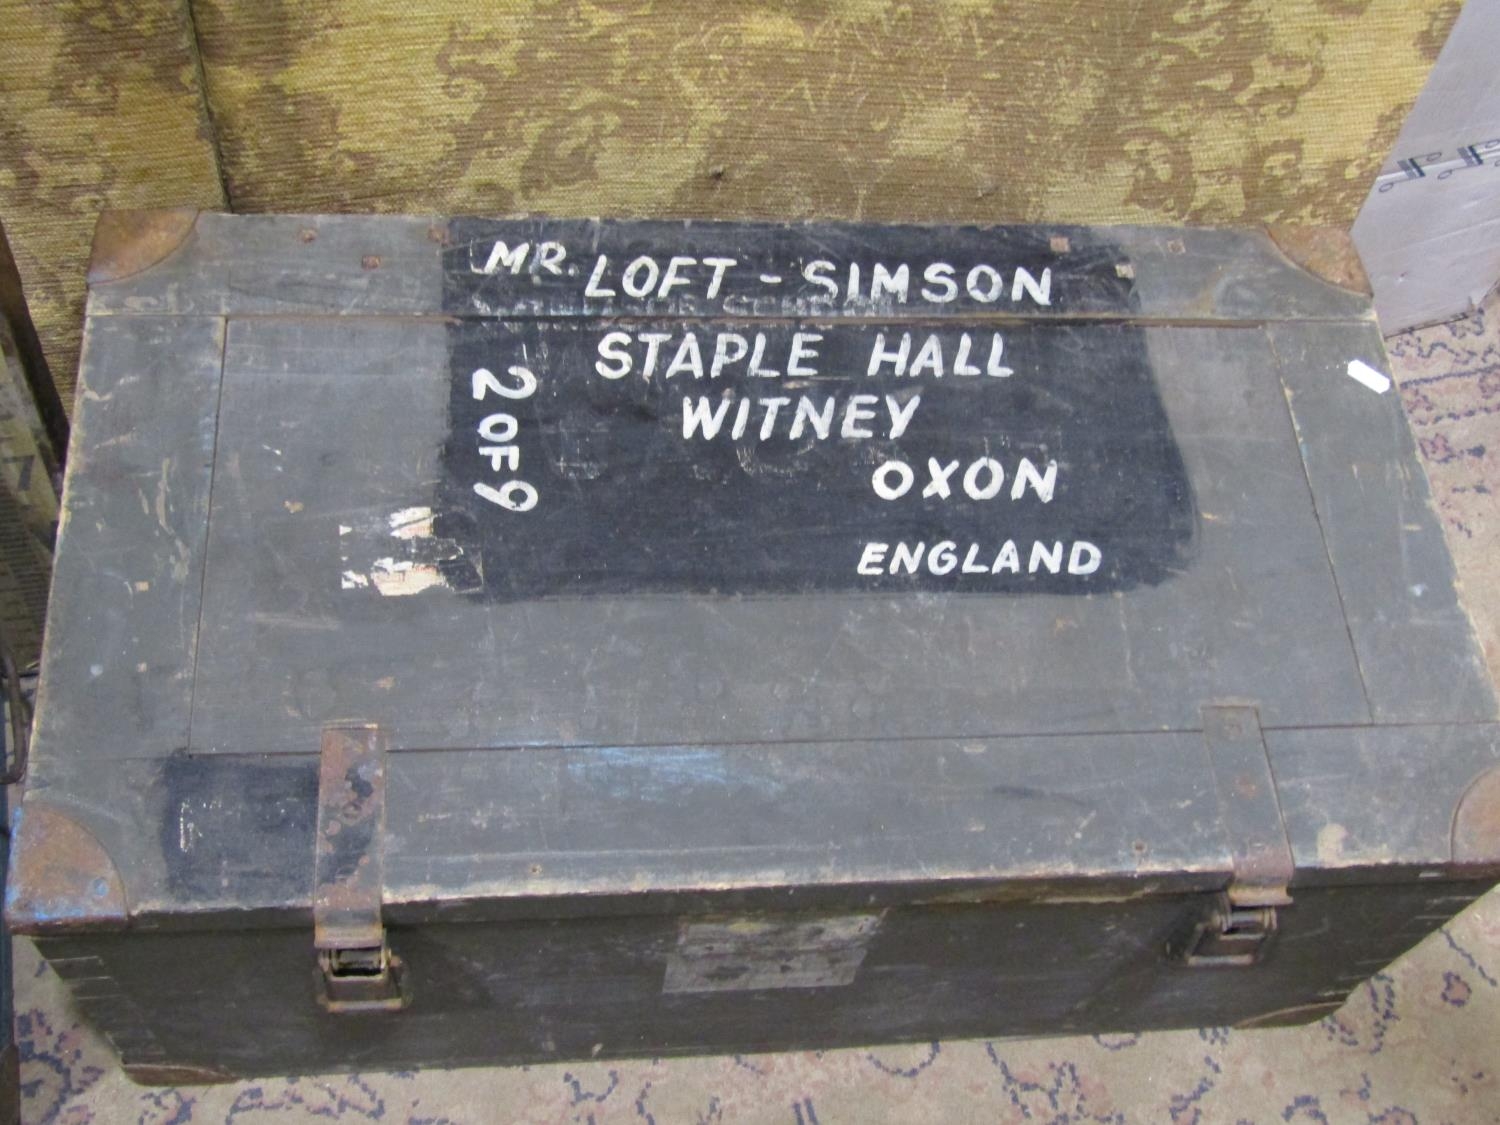 MR. LOFT - SIMSON
STAPLE HALL
WITNEY
OXON
ENGLAND
2 OF 9